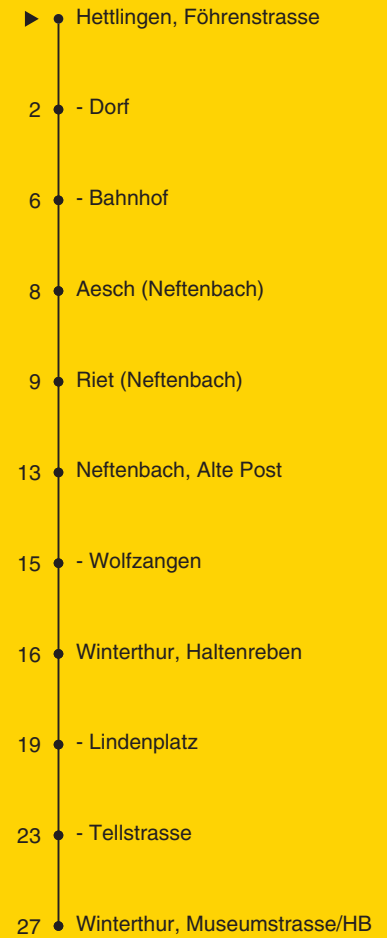 Hettlingen, Föhrenstrasse
2 - Dorf
6 - Bahnhof
8 Aesch (Neftenbach)
9 Riet (Neftenbach)
13 Neftenbach, Alte Post
15 - Wolfzangen
16 Winterthur, Haltenreben
19 - Lindenplatz
23 - Tellstrasse
27 Winterthur, Museumstrasse/HB